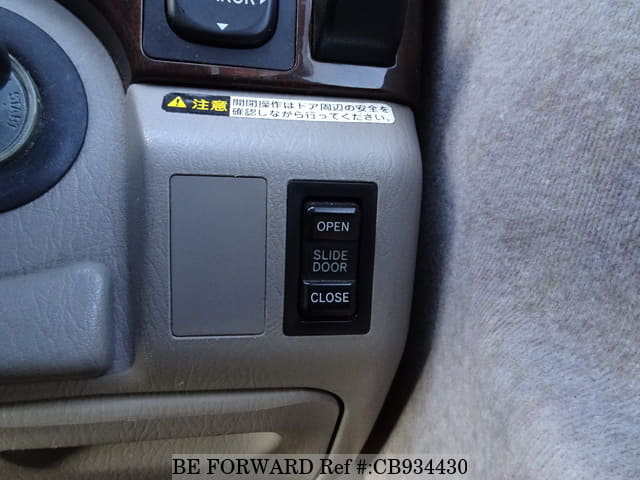 注意 開閉操作はドア周辺の安全を
確認しながら行ってください。
OPEN
SLIDE
DOOR
CLOSE
BE FORWARD Ref #:CB934430